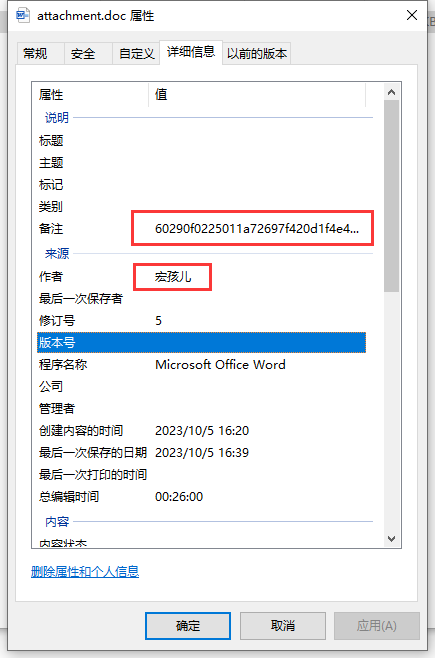 attachment.doc 属性
常规 安全 自定义 详细信息 以前的版本
属性 值
说明
标题
主题
标记
类别
备注 60290f0225011a72697f420d1f4e4...
来源
作者 宏孩儿
最后一次保存者
修订号 5
版本号
程序名称 Microsoft Office Word
公司
管理者
创建内容的时间 2023/10/5 16:20
最后一次保存的日期 2023/10/5 16:39
最后一次打印的时间
总编辑时间 00:26:00
内容
内容状态
删除属性和个人信息
确定 取消 应用(A)